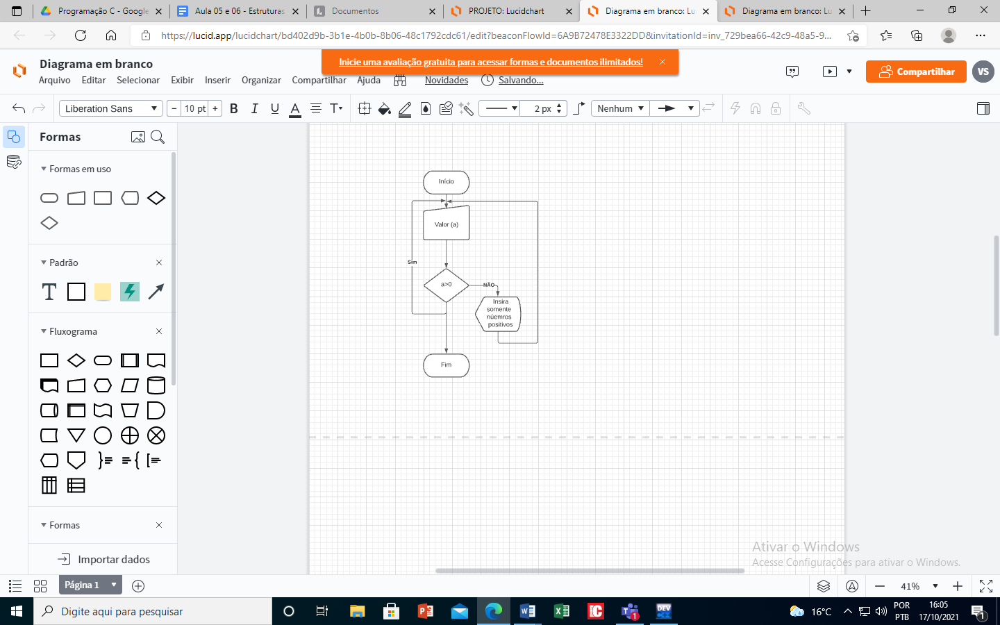 Programação C - Google
Aula 05 e 06 - Estruturas
Documentos
PROJETO: Lucidchart
Diagrama em branco: Lu
Diagrama em branco: Lu
https://lucid.app/lucidchart/bd402d9b-3b1e-4b0b-8b06-48c1792cdc61/edit?beaconFlowId=6A9B72478E3322DD&invitationId=inv_729bea66-42c9-48a5-9...
Diagrama em branco
Inicie uma avaliação gratuita para acessar formas e documentos ilimitados!
Arquivo Editar Selecionar Exibir Inserir Organizar Compartilhar Ajuda Novidades Salvando...
Compartilhar
VS
Liberation Sans
10 pt
B I U A T
2 px
Nenhum
Formas
Formas em uso
Padrão
T
Fluxograma
Formas
Importar dados
Início
Valor (a)
Sim
a>0
NÃO
Insira
somente
núemros
positivos
Fim
Ativar o Windows
Acesse Configurações para ativar o Windows.
Página 1
41%
Digite aqui para pesquisar
DEV
1
16°C
POR
PTB
16:05
17/10/2021
1